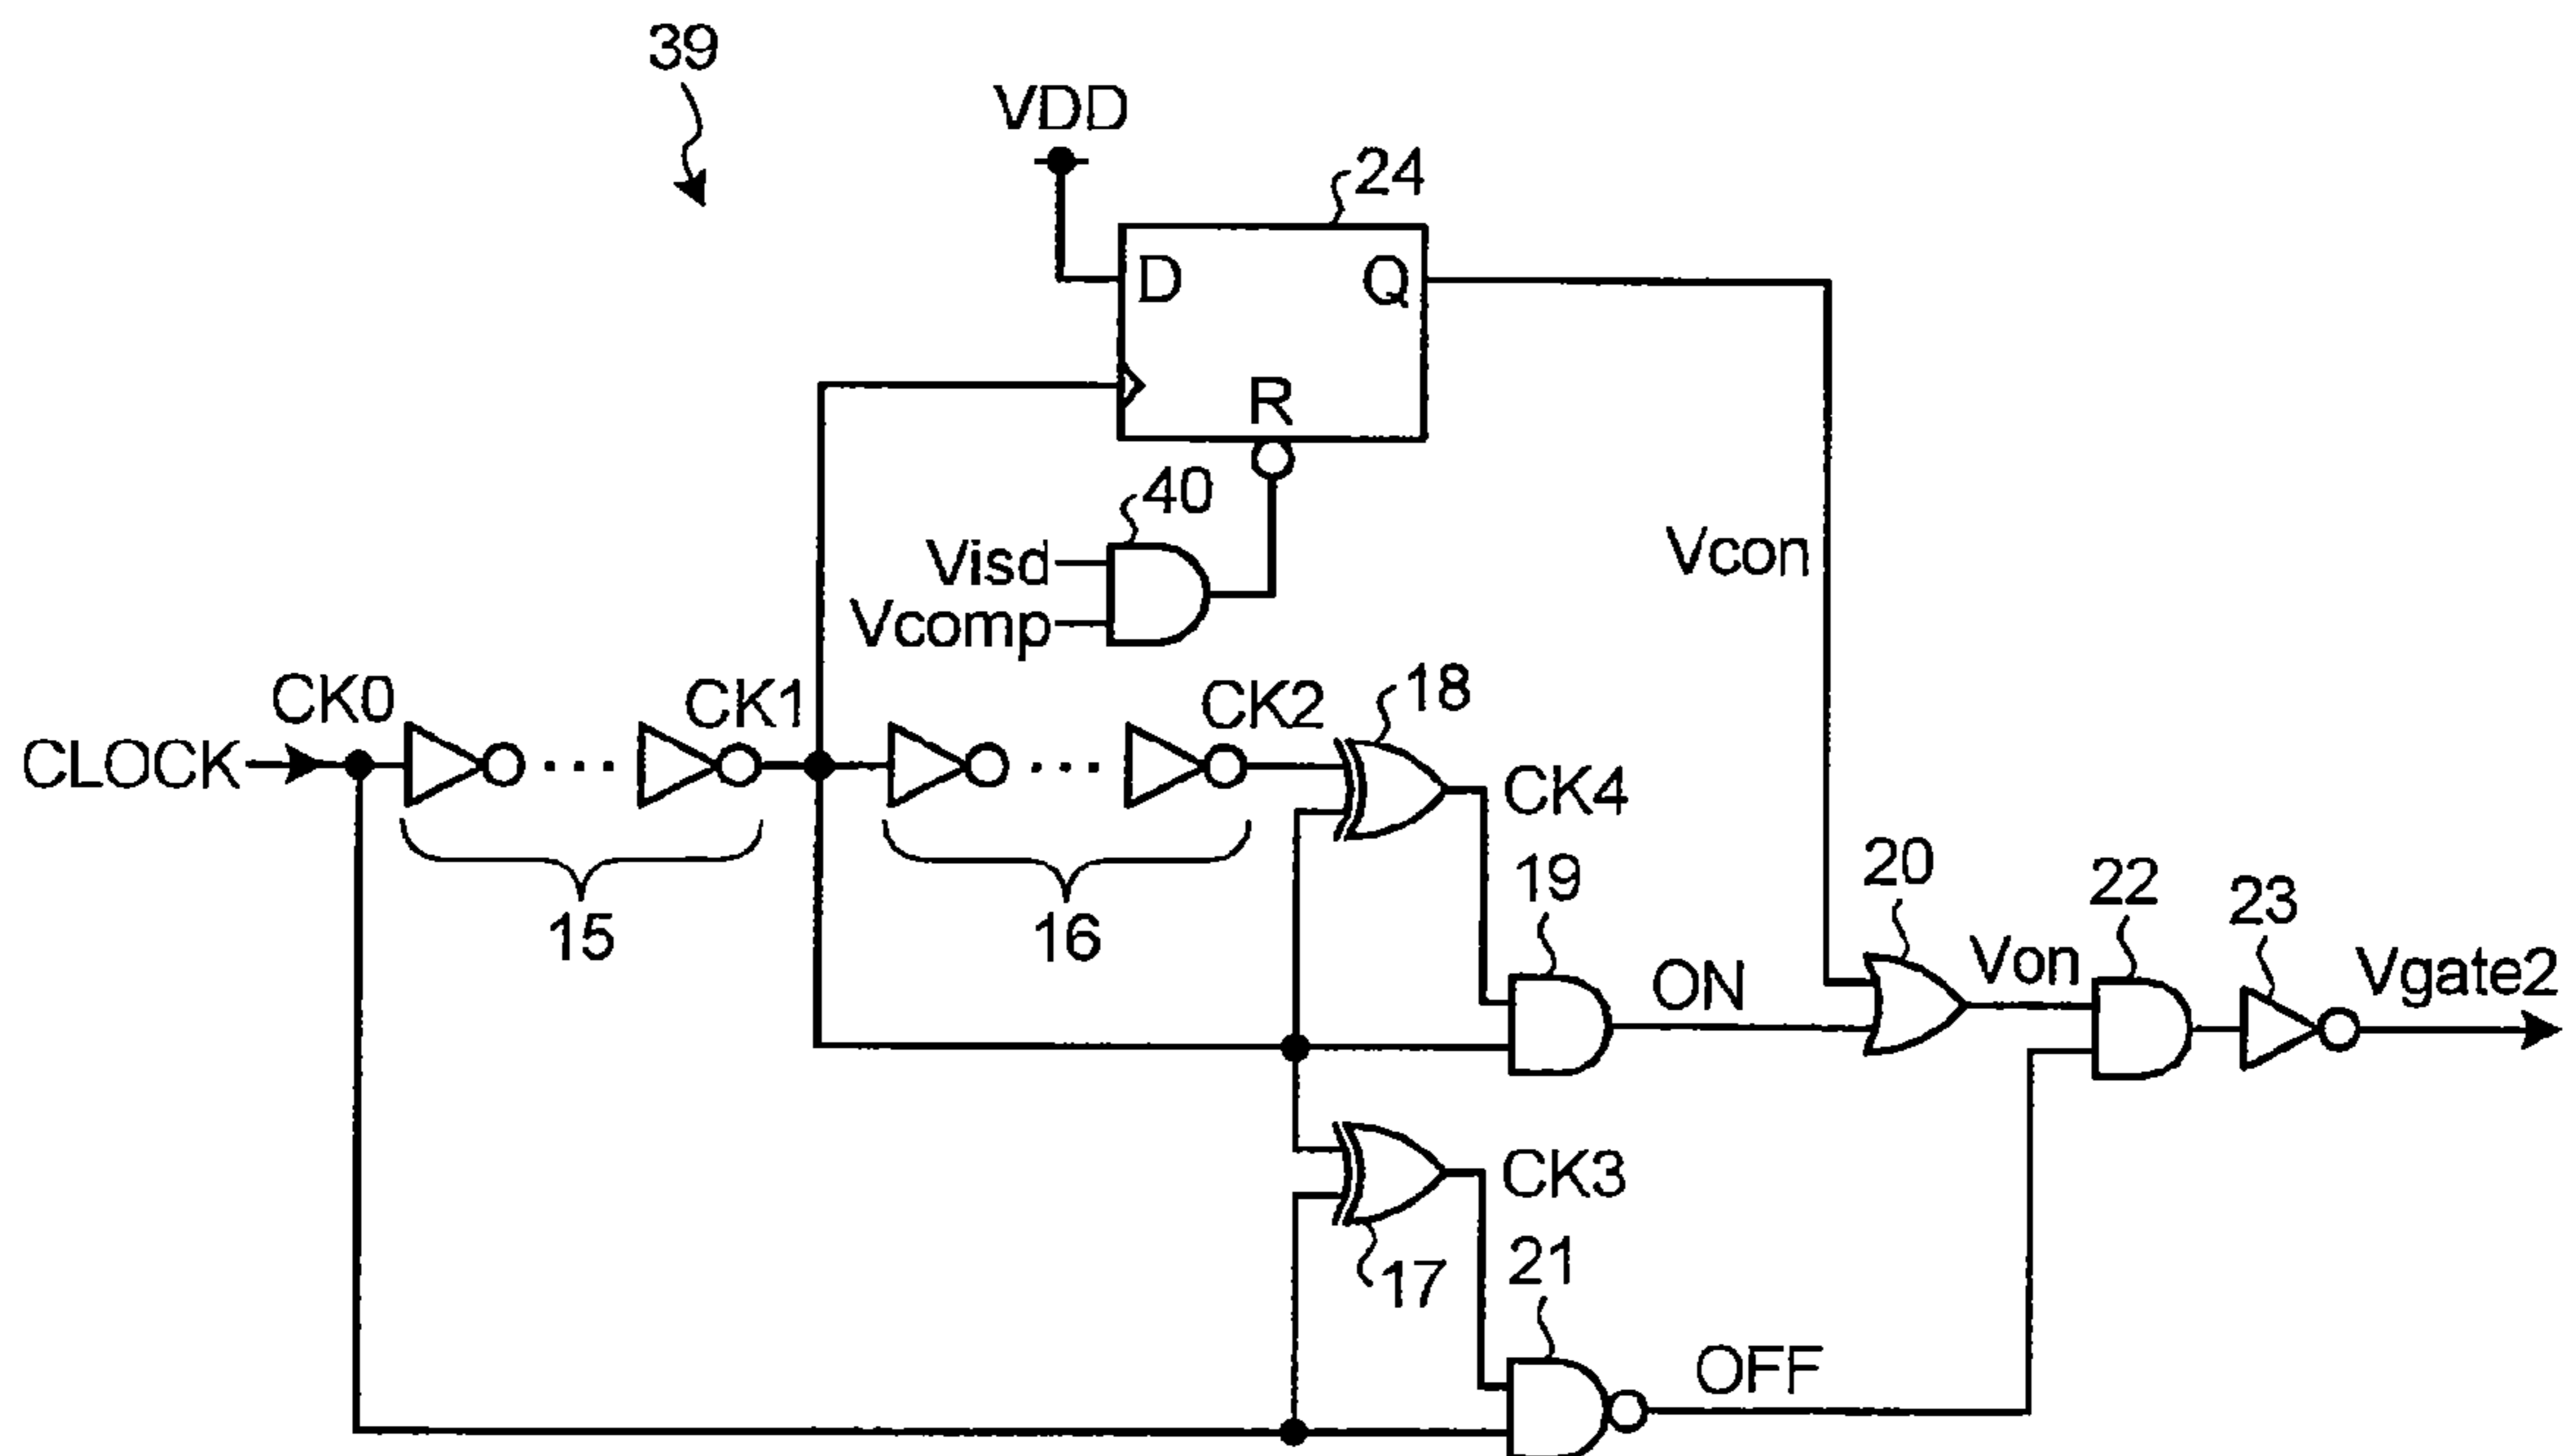 39
VDD
24
D
Q
R
40
Visd
Vcomp
Vcon
CK0
CK1
CK2
18
CLOCK
CK4
15
16
19
20
22
23
ON
Von
Vgate2
CK3
17
21
OFF